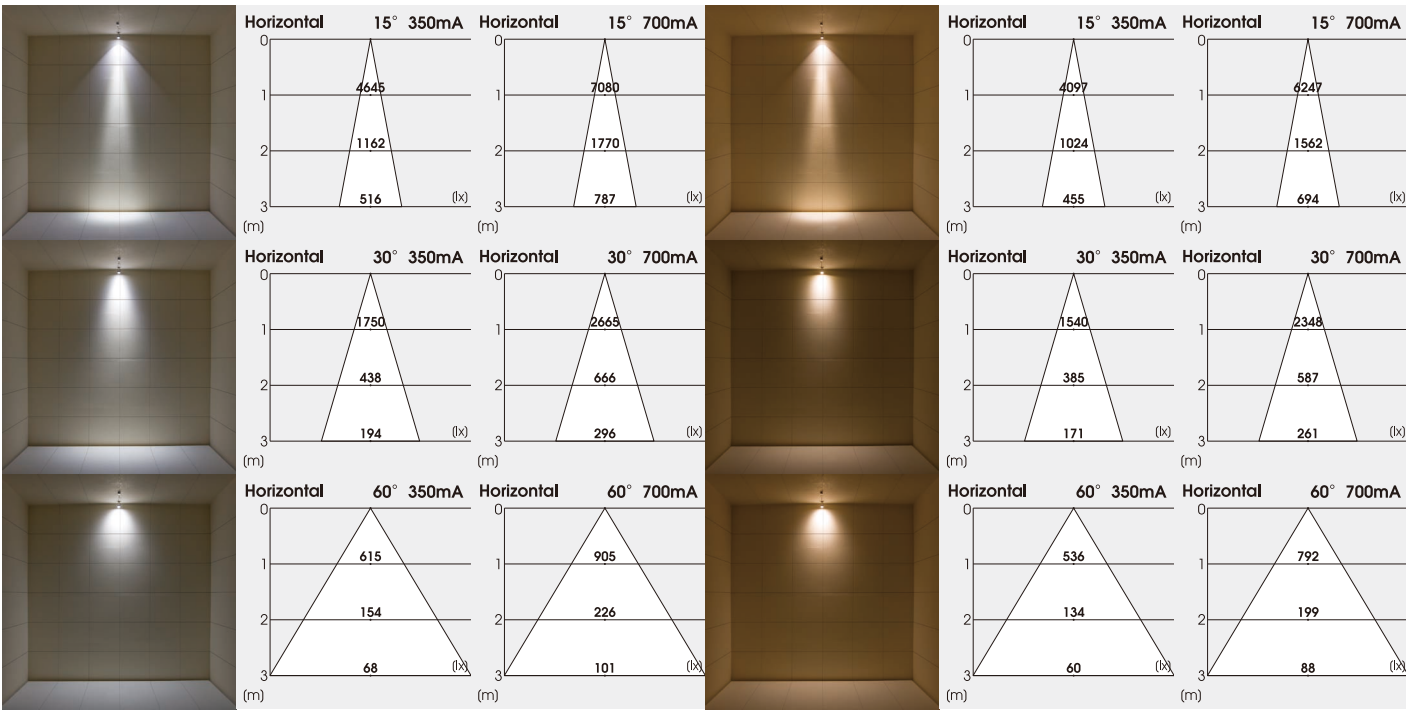 Horizontal 15° 350mA
0
4645
1
1162
2
516 (lx)
3
(m)
Horizontal 15° 700mA
0
7080
1
1770
2
787 (lx)
3
(m)
Horizontal 15° 350mA
0
4097
1
1024
2
455 (lx)
3
(m)
Horizontal 15° 700mA
0
6247
1
1562
2
694 (lx)
3
(m)
Horizontal 30° 350mA
0
1750
1
438
2
194 (lx)
3
(m)
Horizontal 30° 700mA
0
2665
1
666
2
296 (lx)
3
(m)
Horizontal 30° 350mA
0
1540
1
385
2
171 (lx)
3
(m)
Horizontal 30° 700mA
0
2348
1
587
2
261 (lx)
3
(m)
Horizontal 60° 350mA
0
615
1
154
2
68 (lx)
3
(m)
Horizontal 60° 700mA
0
905
1
226
2
101 (lx)
3
(m)
Horizontal 60° 350mA
0
536
1
134
2
60 (lx)
3
(m)
Horizontal 60° 700mA
0
792
1
199
2
88 (lx)
3
(m)